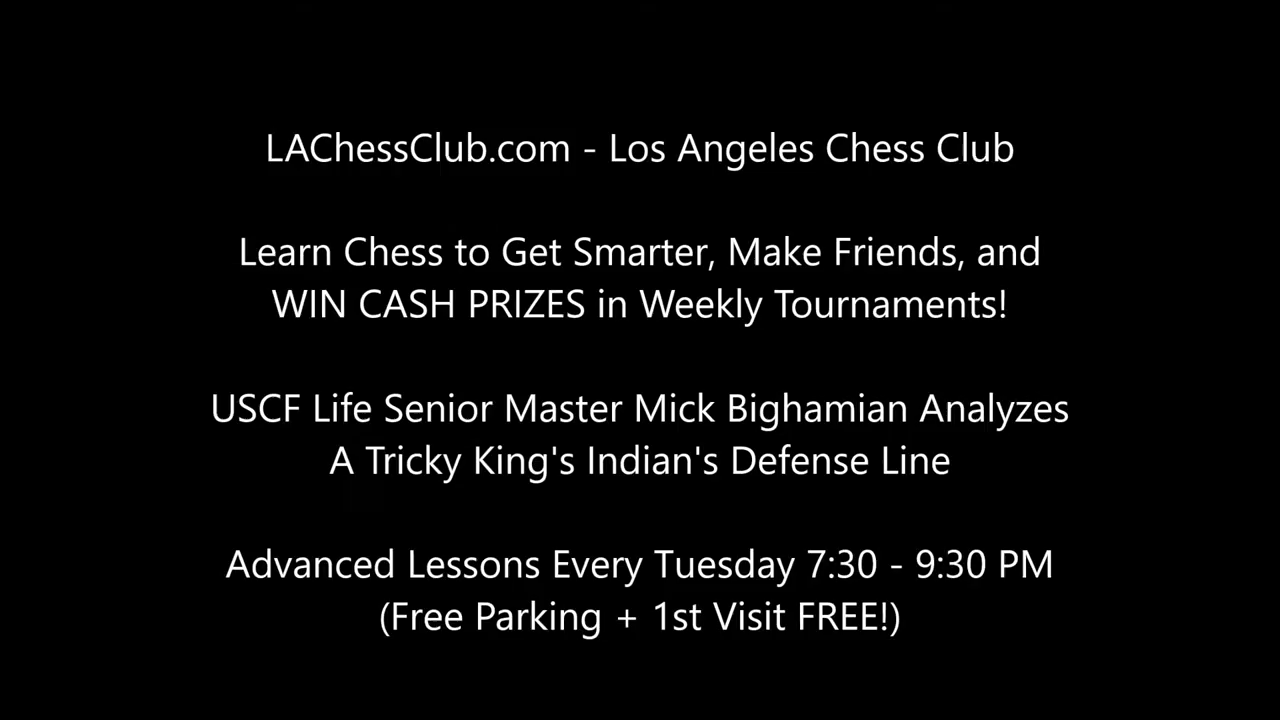 LAChessClub.com - Los Angeles Chess Club
Learn Chess to Get Smarter, Make Friends, and
WIN CASH PRIZES in Weekly Tournaments!
USCF Life Senior Master Mick Bighamian Analyzes
A Tricky King's Indian's Defense Line
Advanced Lessons Every Tuesday 7:30 - 9:30 PM
(Free Parking + 1st Visit FREE!)